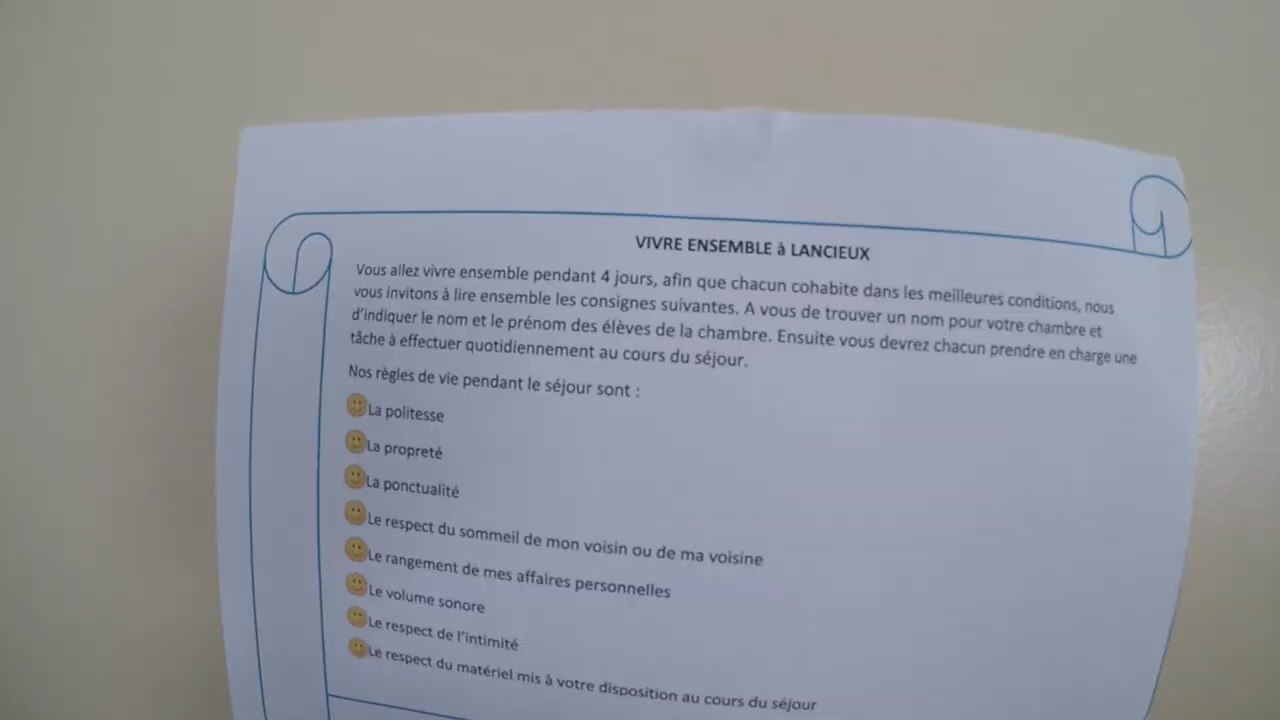 VIVRE ENSEMBLE à LANCIEUX
Vous allez vivre ensemble pendant 4 jours, afin que chacun cohabite dans les meilleures conditions, nous
vous invitons à lire ensemble les consignes suivantes. A vous de trouver un nom pour votre chambre et
d'indiquer le nom et le prénom des élèves de la chambre. Ensuite vous devrez chacun prendre en charge une
tâche à effectuer quotidiennement au cours du séjour.
Nos règles de vie pendant le séjour sont :
La politesse
La propreté
La ponctualité
Le respect du sommeil de mon voisin ou de ma voisine
Le rangement de mes affaires personnelles
Le volume sonore
Le respect de l'intimité
Le respect du matériel mis à votre disposition au cours du séjour